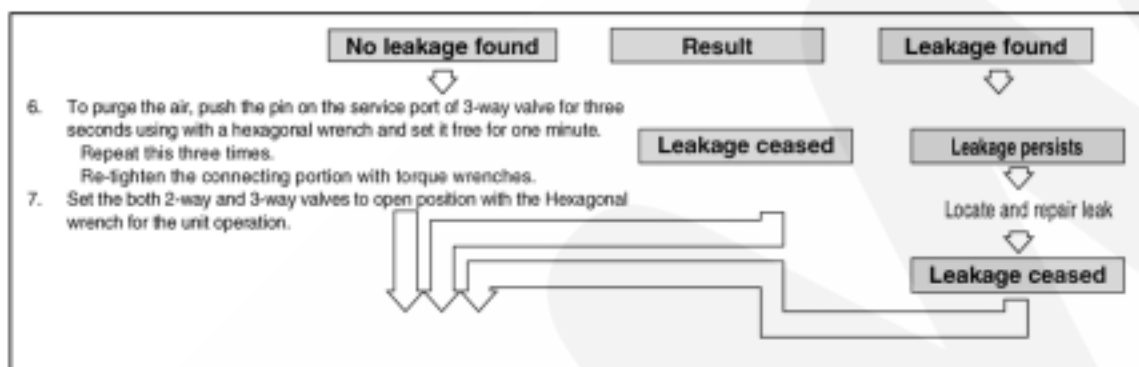 No leakage found
Result
Leakage found
6. To purge the air, push the pin on the service port of 3-way valve for three
seconds using with a hexagonal wrench and set it free for one minute.
Repeat this three times.
Re-tighten the connecting portion with torque wrenches.
7. Set the both 2-way and 3-way valves to open position with the Hexagonal
wrench for the unit operation.
Leakage ceased
Leakage persists
Locate and repair leak
Leakage ceased